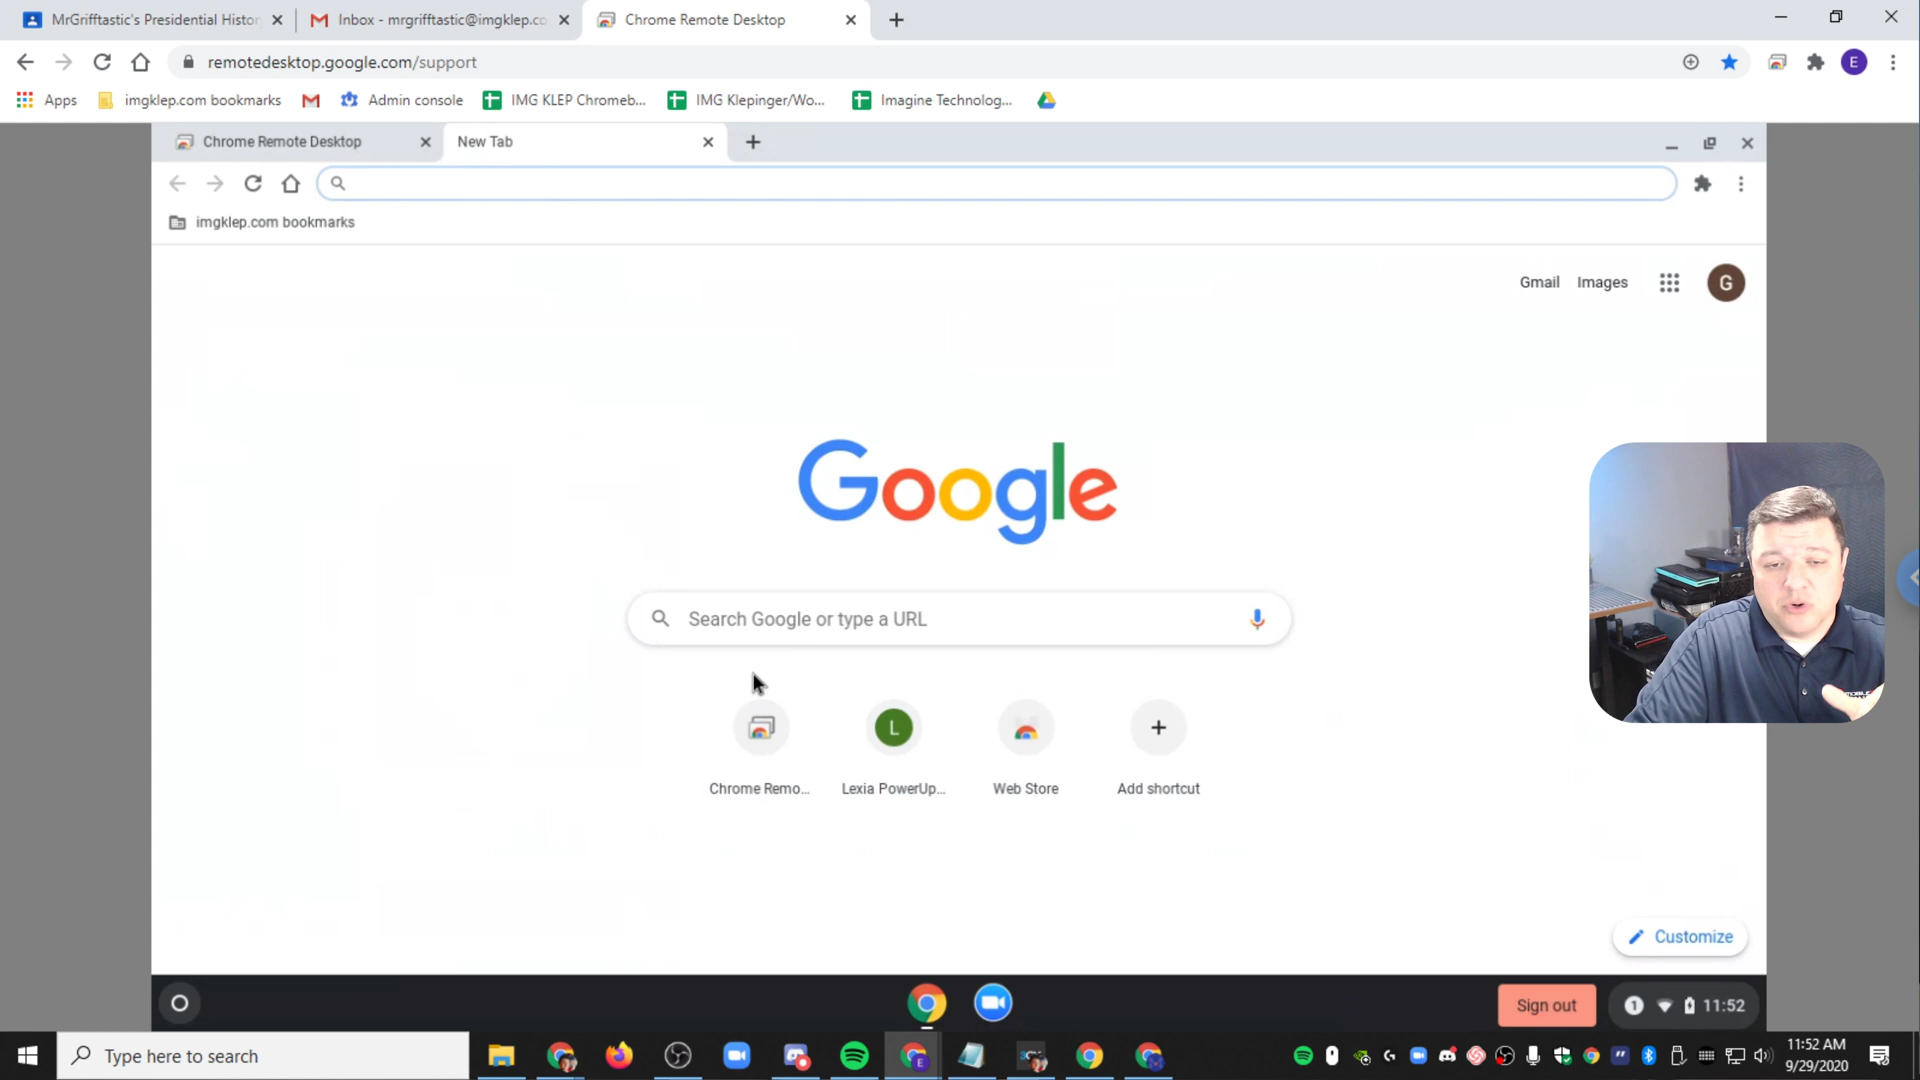 MrGrifftastic's Presidential Histor
Inbox - mrgrifftastic@imgklep.co
Chrome Remote Desktop
remotedesktop.google.com/support
E
Apps
imgklep.com bookmarks
Admin console
IMG KLEP Chromeb...
IMG Klepinger/Wo...
Imagine Technolog...
Chrome Remote Desktop
New Tab
imgklep.com bookmarks
Gmail
Images
G
Google
Search Google or type a URL
L
Chrome Remo...
Lexia PowerUp...
Web Store
Add shortcut
Customize
Sign out
1
11:52
Type here to search
11:52 AM
9/29/2020